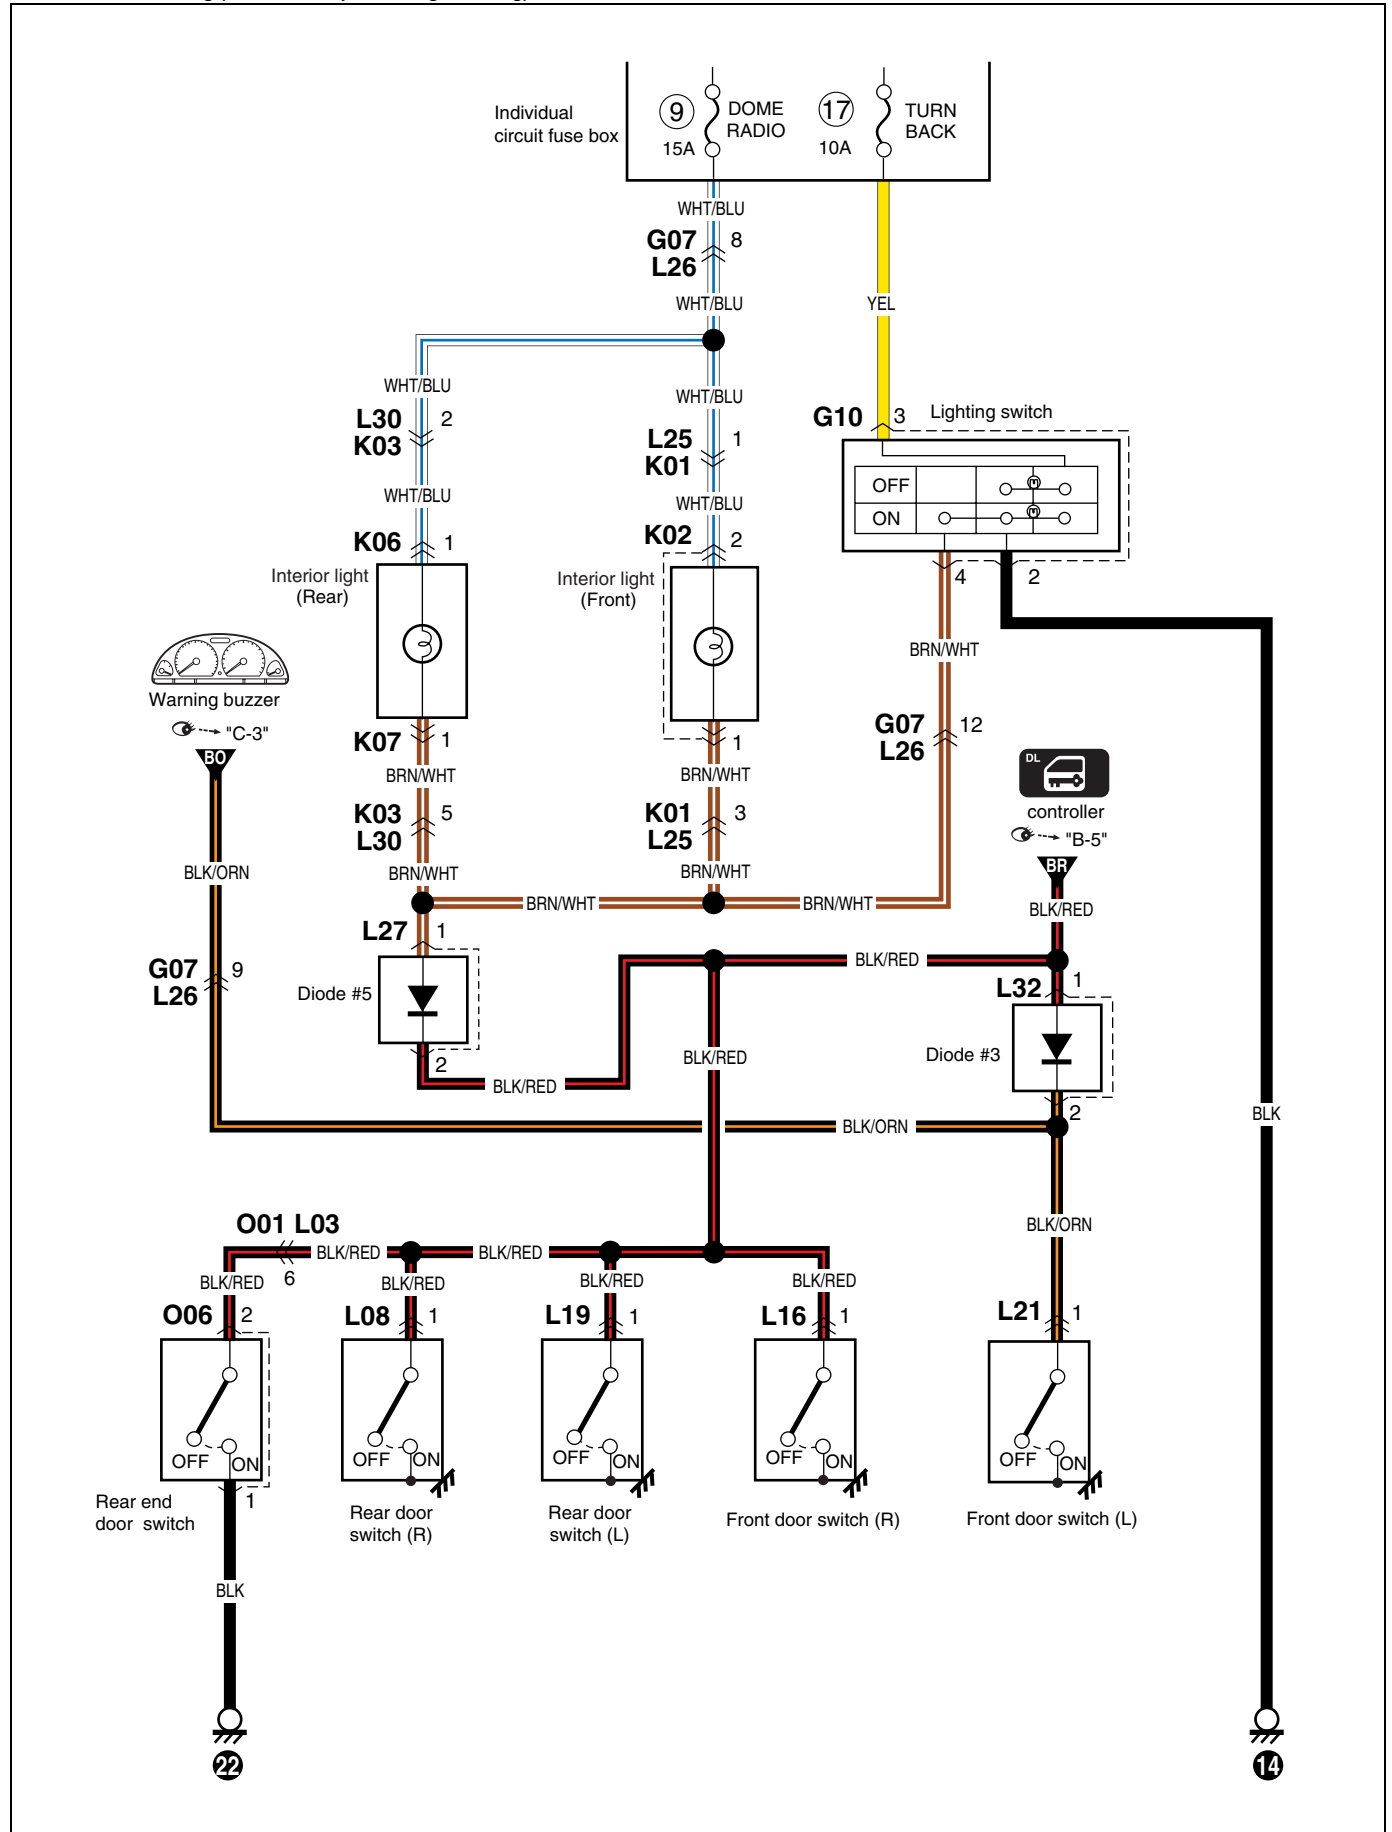 Individual
circuit fuse box
9
15A
DOME
RADIO
17
10A
TURN
BACK
WHT/BLU
G07
L26
8
WHT/BLU
YEL
WHT/BLU
WHT/BLU
L30
K03
2
L25
K01
1
G10
3
Lighting switch
OFF
ON
WHT/BLU
WHT/BLU
K06
1
K02
2
4
2
Interior light
(Rear)
Interior light
(Front)
BRN/WHT
Warning buzzer
"C-3"
BO
K07
1
1
G07
L26
12
BRN/WHT
BRN/WHT
DL
controller
"B-5"
BR
K03
L30
5
K01
L25
3
BLK/ORN
BRN/WHT
BRN/WHT
BRN/WHT
BRN/WHT
BLK/RED
L27
1
G07
L26
9
BLK/RED
L32
1
Diode #5
2
BLK/RED
BLK/RED
Diode #3
2
BLK/ORN
BLK
BLK/ORN
O01 L03
6
BLK/RED
BLK/RED
BLK/RED
BLK/RED
BLK/RED
BLK/RED
O06
2
L08
1
L19
1
L16
1
L21
1
OFF
ON
OFF
ON
OFF
ON
OFF
ON
OFF
ON
1
Rear end
door switch
Rear door
switch (R)
Rear door
switch (L)
Front door switch (R)
Front door switch (L)
BLK
22
14